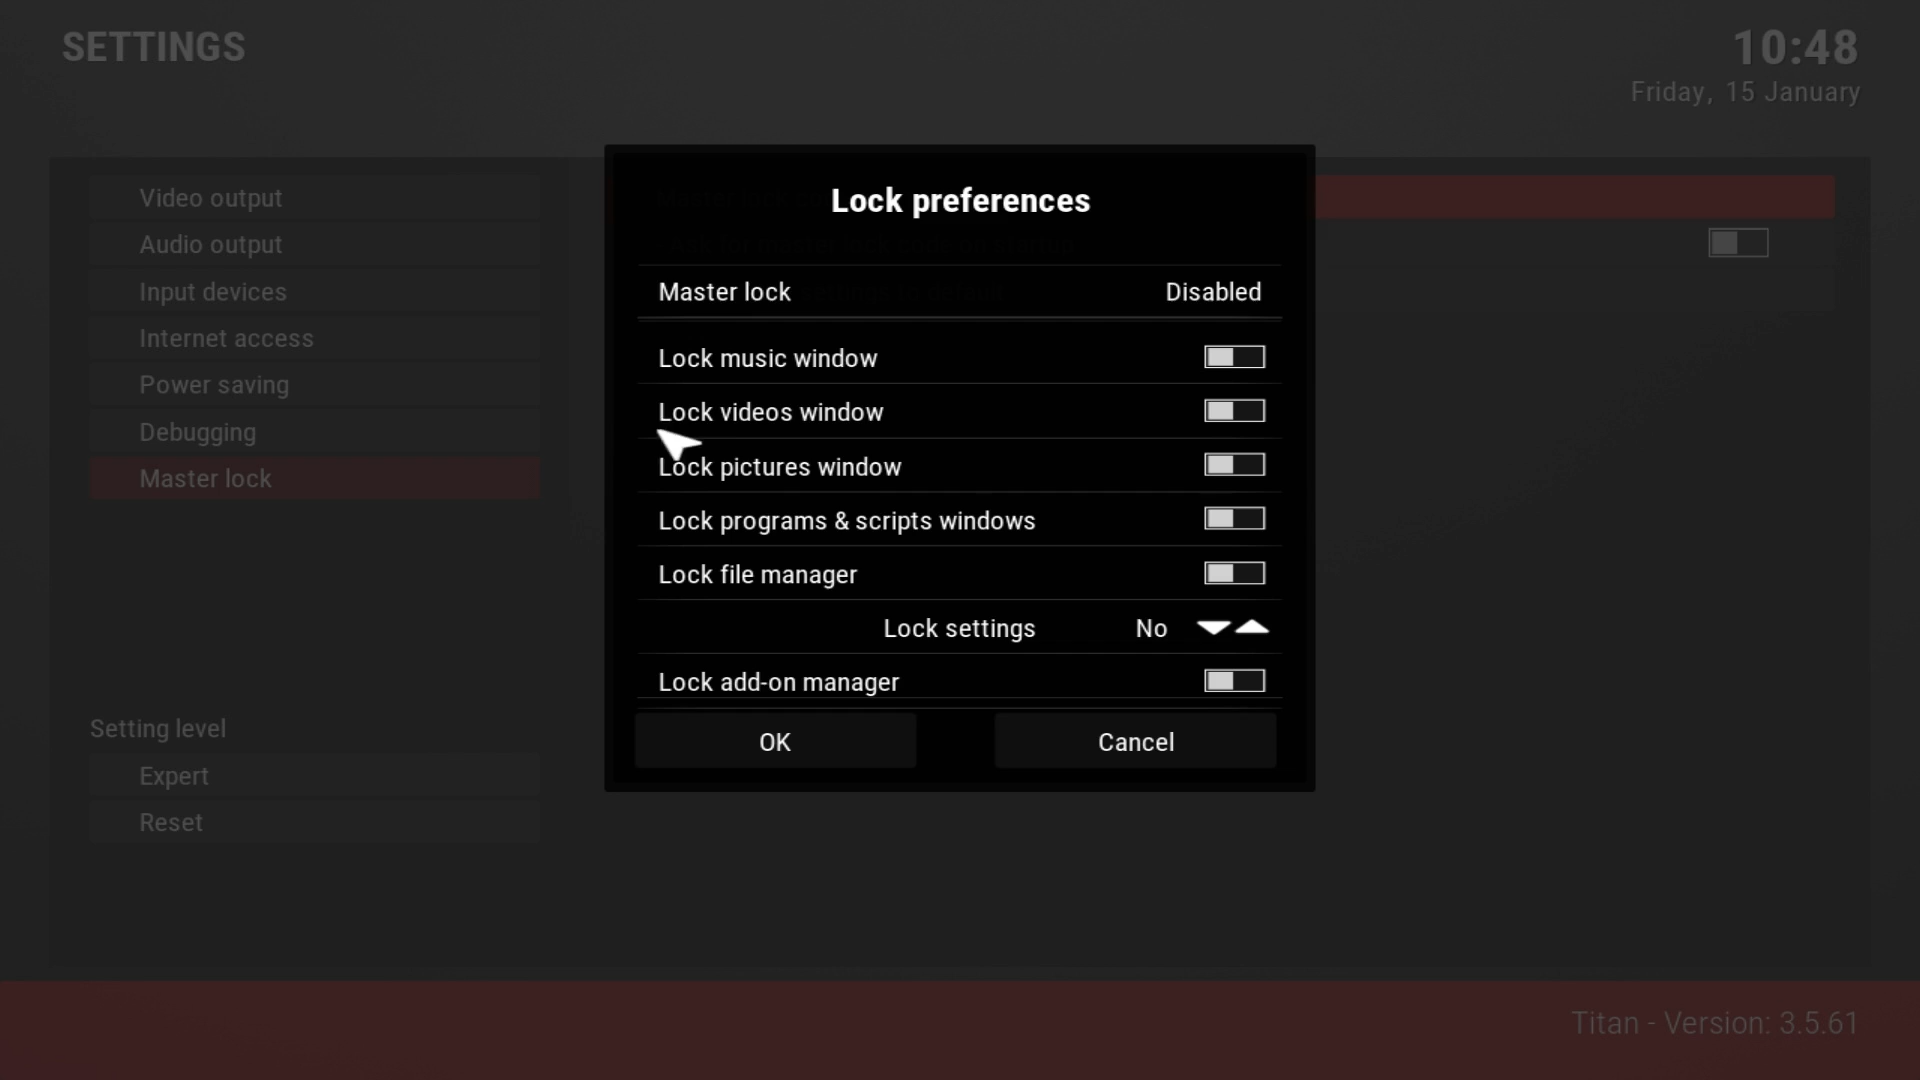 SETTINGS
10:48
Friday, 15 January
Video output
Audio output
Input devices
Internet access
Power saving
Debugging
Master lock
Setting level
Expert
Reset
Lock preferences
Master lock Disabled
Lock music window
Lock videos window
Lock pictures window
Lock programs & scripts windows
Lock file manager
Lock settings No
Lock add-on manager
OK Cancel
Titan - Version: 3.5.61